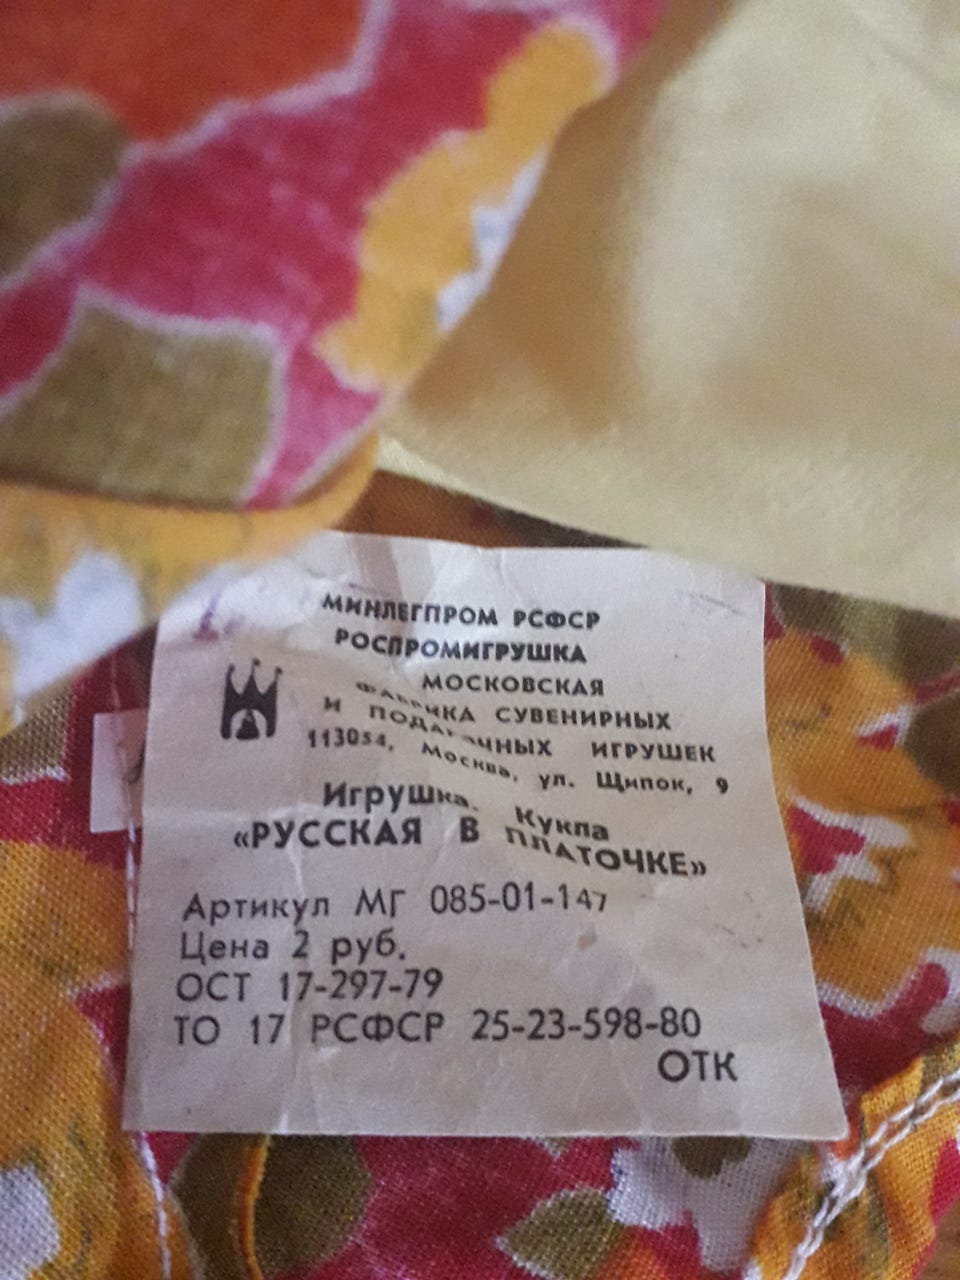 МИНЛЕГПРОМ РСФСР
РОСПРОМИГРУШКА
МОСКОВСКАЯ
ФАБРИКА СУВЕНИРНЫХ
И ПОДАРОЧНЫХ ИГРУШЕК
113054, Москва, ул. Щипок, 9
Игрушка. Кукла
«РУССКАЯ В ПЛАТОЧКЕ»
Артикул МГ 085-01-147
Цена 2 руб.
ОСТ 17-297-79
ТО 17 РСФСР 25-23-598-80
ОТК